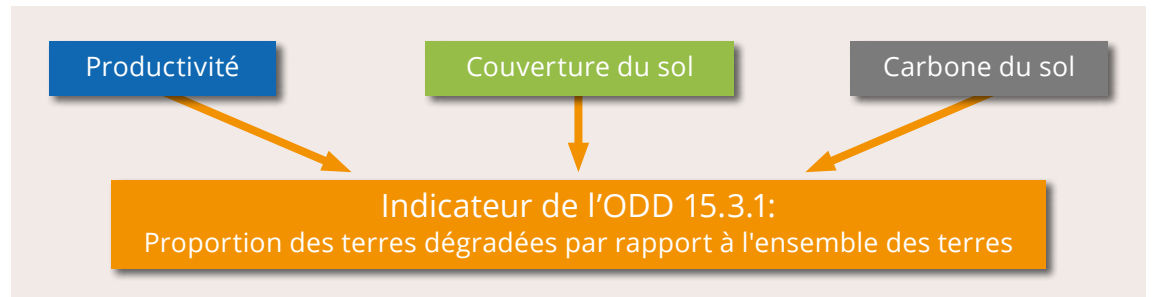 Productivité
Couverture du sol
Carbone du sol
Indicateur de l’ODD 15.3.1:
Proportion des terres dégradées par rapport à l'ensemble des terres